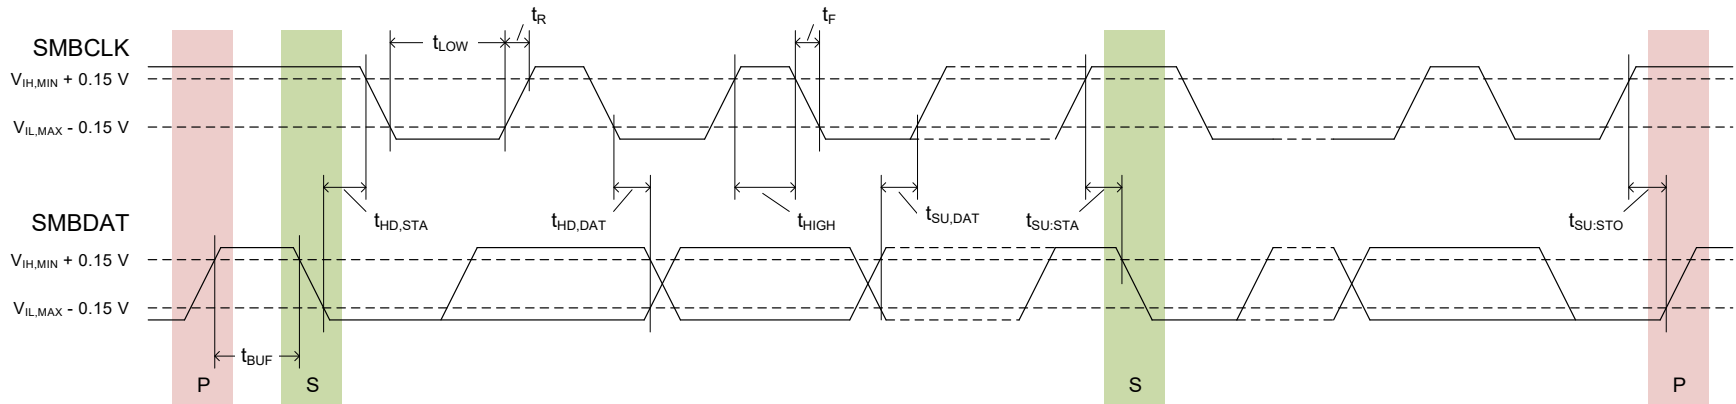 t_R
t_F
SMBCLK
t_LOW
V_IH,MIN + 0.15 V
V_IL,MAX - 0.15 V
t_HD,STA
t_HD,DAT
t_HIGH
t_SU,DAT
t_SU:STA
t_SU:STO
SMBDAT
V_IH,MIN + 0.15 V
V_IL,MAX - 0.15 V
t_BUF
P
S
S
P